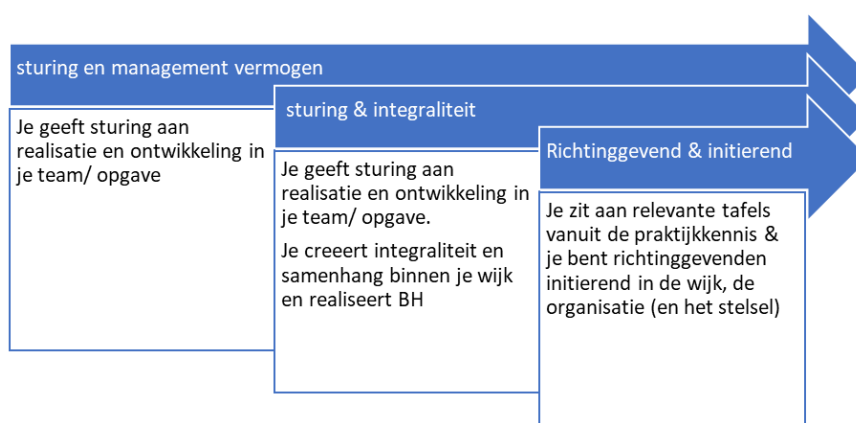 sturing en management vermogen
Je geeft sturing aan
realisatie en ontwikkeling in
je team/ opgave
sturing & integraliteit
Je geeft sturing aan
realisatie en ontwikkeling in
je team/ opgave.
Je creeert integraliteit en
samenhang binnen je wijk
en realiseert BH
Richtinggevend & initierend
Je zit aan relevante tafels
vanuit de praktijkkennis &
je bent richtinggevenden
initierend in de wijk, de
organisatie (en het stelsel)